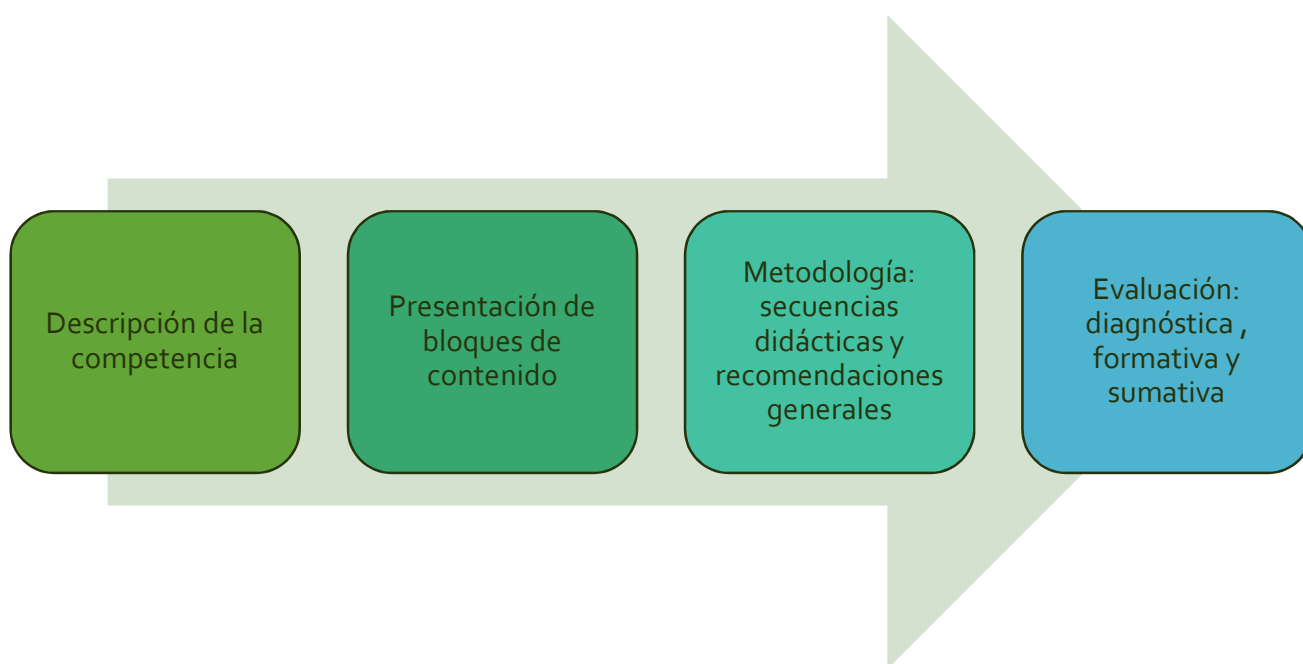 Descripción de la
competencia
Presentación de
bloques de
contenido
Metodología:
secuencias
didácticas y
recomendaciones
generales
Evaluación:
diagnóstica ,
formativa y
sumativa